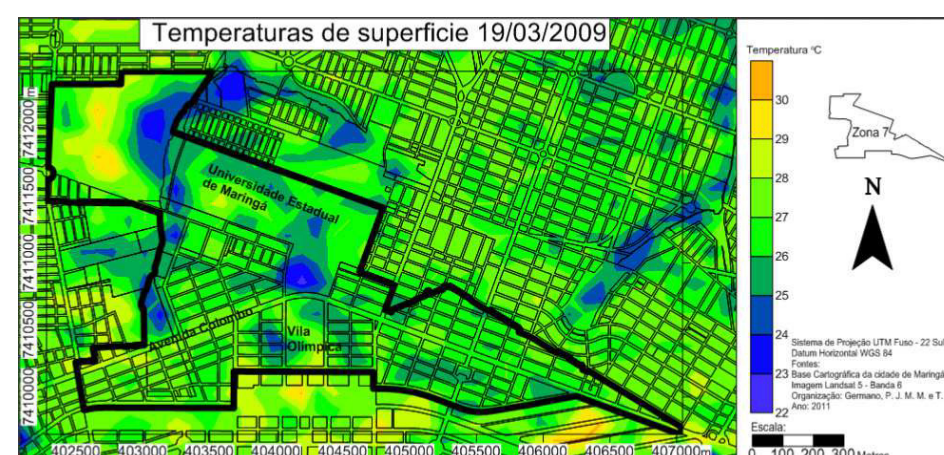 Temperaturas de superficie 19/03/2009
Temperatura °C
30
29
28
27
26
25
24
23
22
Zona 7
N
Universidade Estadual
de Maringá
Avenida Colombo
Vila
Olímpica
7412000 m
7411500
7411000
7410500
7410000
402500
403000
403500
404000
404500
405000
405500
406000
406500
407000m
Sistema de Projeção UTM Fuso - 22 Sul
Datum Horizontal WGS 84
Fontes:
Base Cartográfica da cidade de Maringá
Imagem Landsat 5 - Banda 6
Organização: Germano, P. J. M. M. e T.
Ano: 2011
Escala:
0 100 200 300 Metros